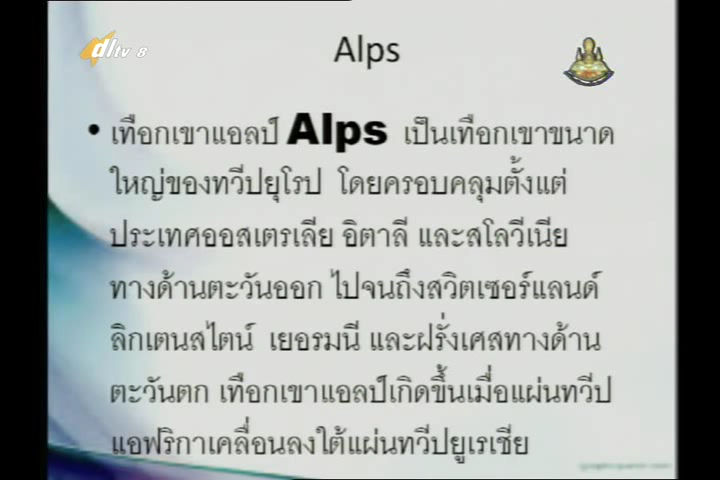 dltv 8
Alps
• เทือกเขาแอลป์ Alps เป็นเทือกเขาขนาด
ใหญ่ของทวีปยุโรป โดยครอบคลุมตั้งแต่
ประเทศออสเตรเลีย อิตาลี และสโลวีเนีย
ทางด้านตะวันออก ไปจนถึงสวิตเซอร์แลนด์
ลิกเตนสไตน์ เยอรมนี และฝรั่งเศสทางด้าน
ตะวันตก เทือกเขาแอลป์เกิดขึ้นเมื่อแผ่นทวีป
แอฟริกาเคลื่อนลงใต้แผ่นทวีปยูเรเชีย